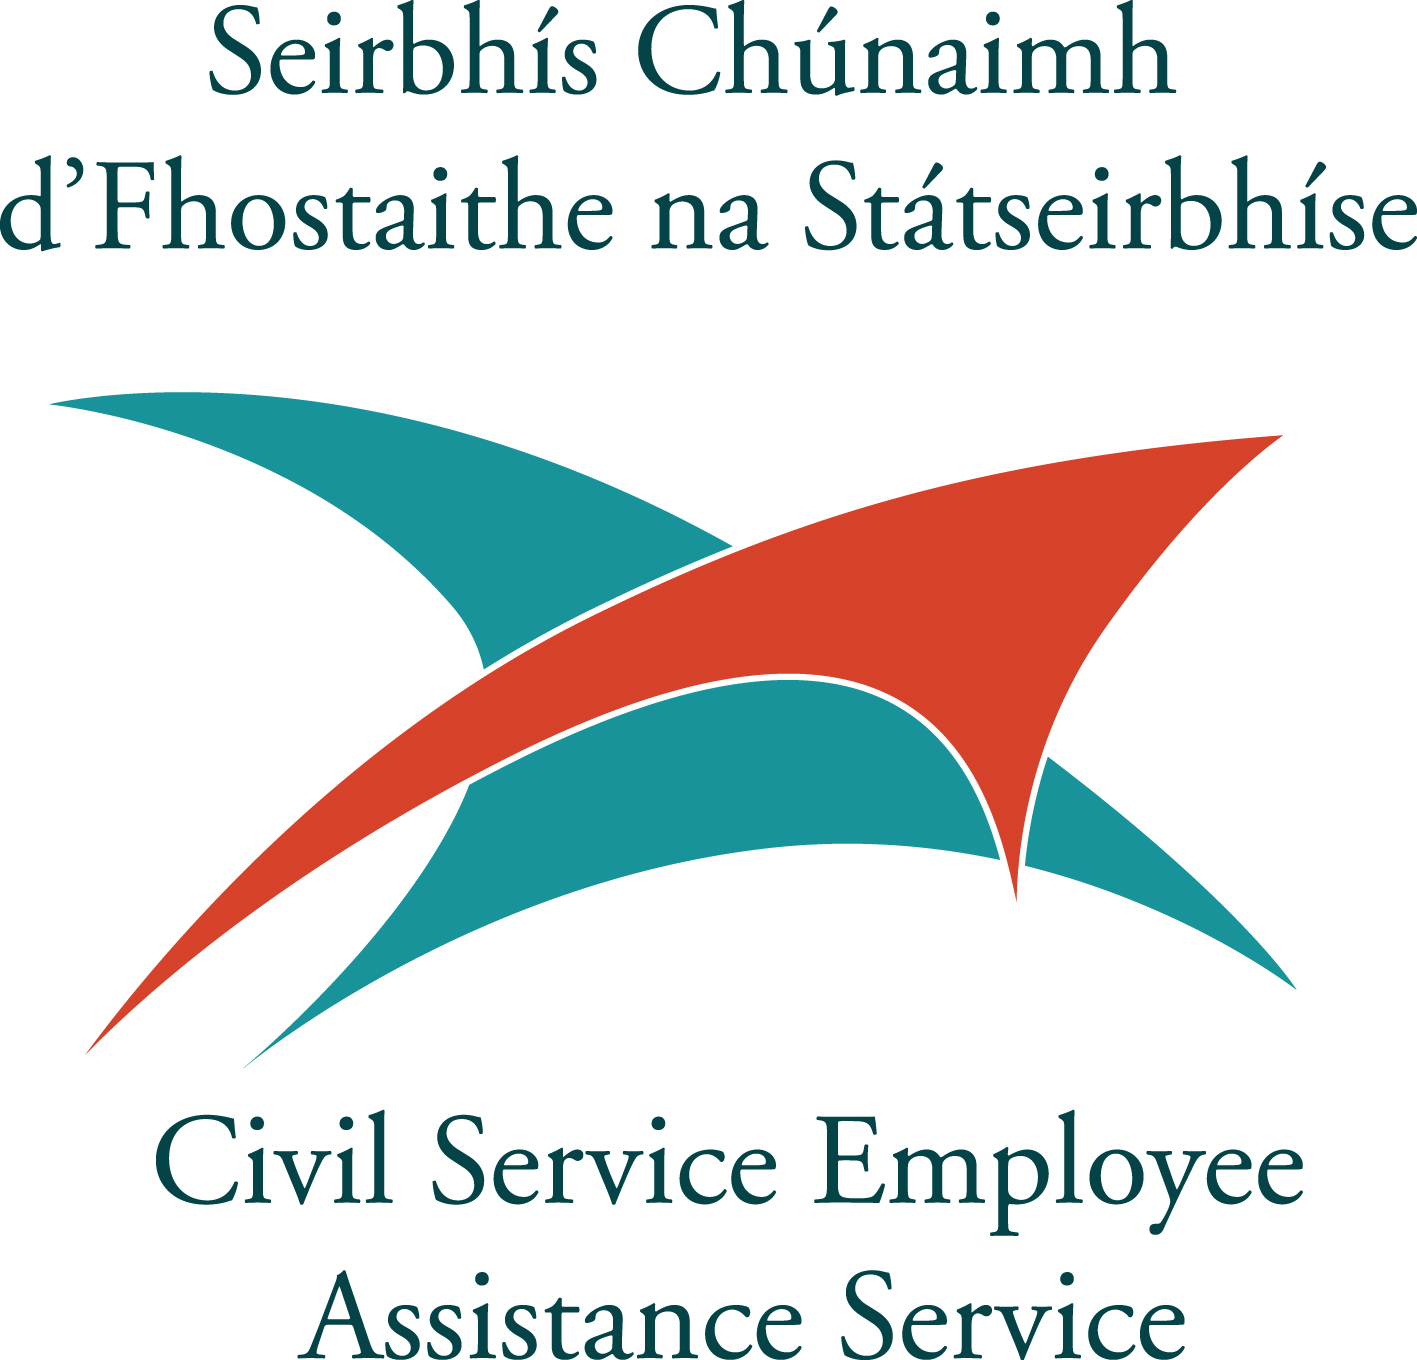 Seirbhís Chúnaimh
d’Fhostaithe na Státseirbhíse
Civil Service Employee
Assistance Service